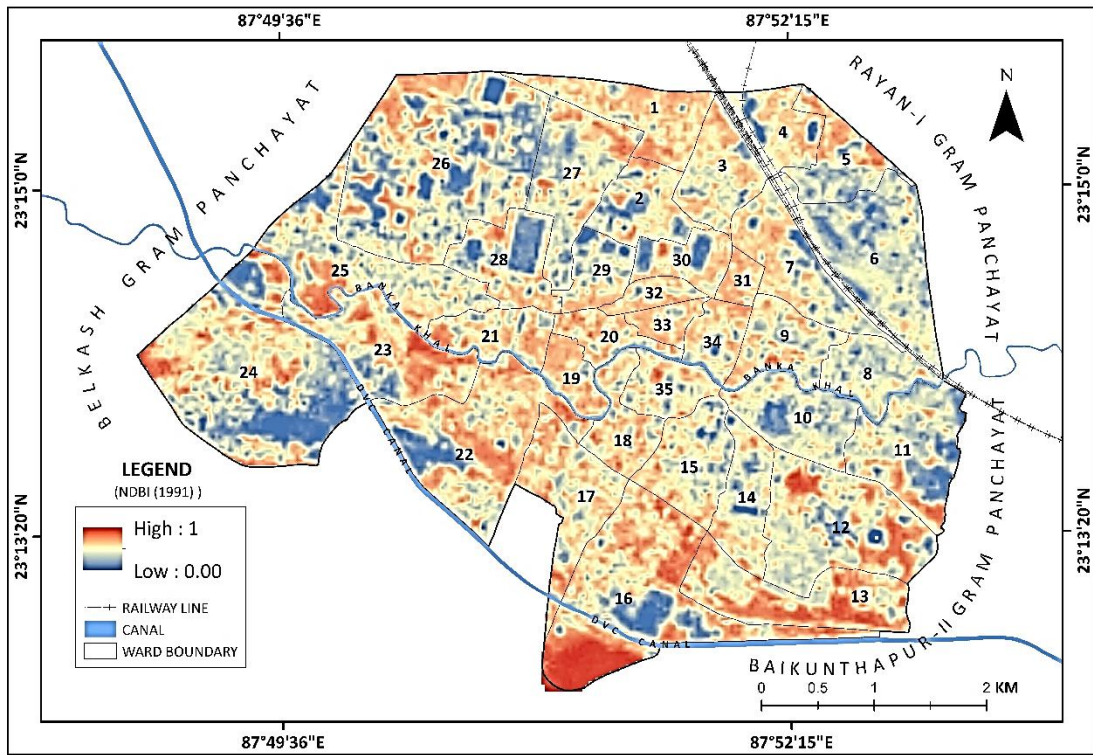 87°49'36"E
87°52'15"E
23°15'0"N
23°15'0"N
23°13'20"N
23°13'20"N
87°49'36"E
87°52'15"E
BELKASH GRAM PANCHAYAT
RAYAN-I GRAM PANCHAYAT
BAIKUNTHAPUR-II GRAM PANCHAYAT
N
1
4
3
5
26
27
2
6
28
29
30
7
25
31
32
BANKA KHAL
21
20
33
34
9
23
24
19
35
BANKA KHAL
8
10
DVC CANAL
18
11
22
15
17
14
12
16
13
DVC CANAL
LEGEND
(NDBI (1991) )
High : 1
Low : 0.00
RAILWAY LINE
CANAL
WARD BOUNDARY
0 0.5 1 2 KM